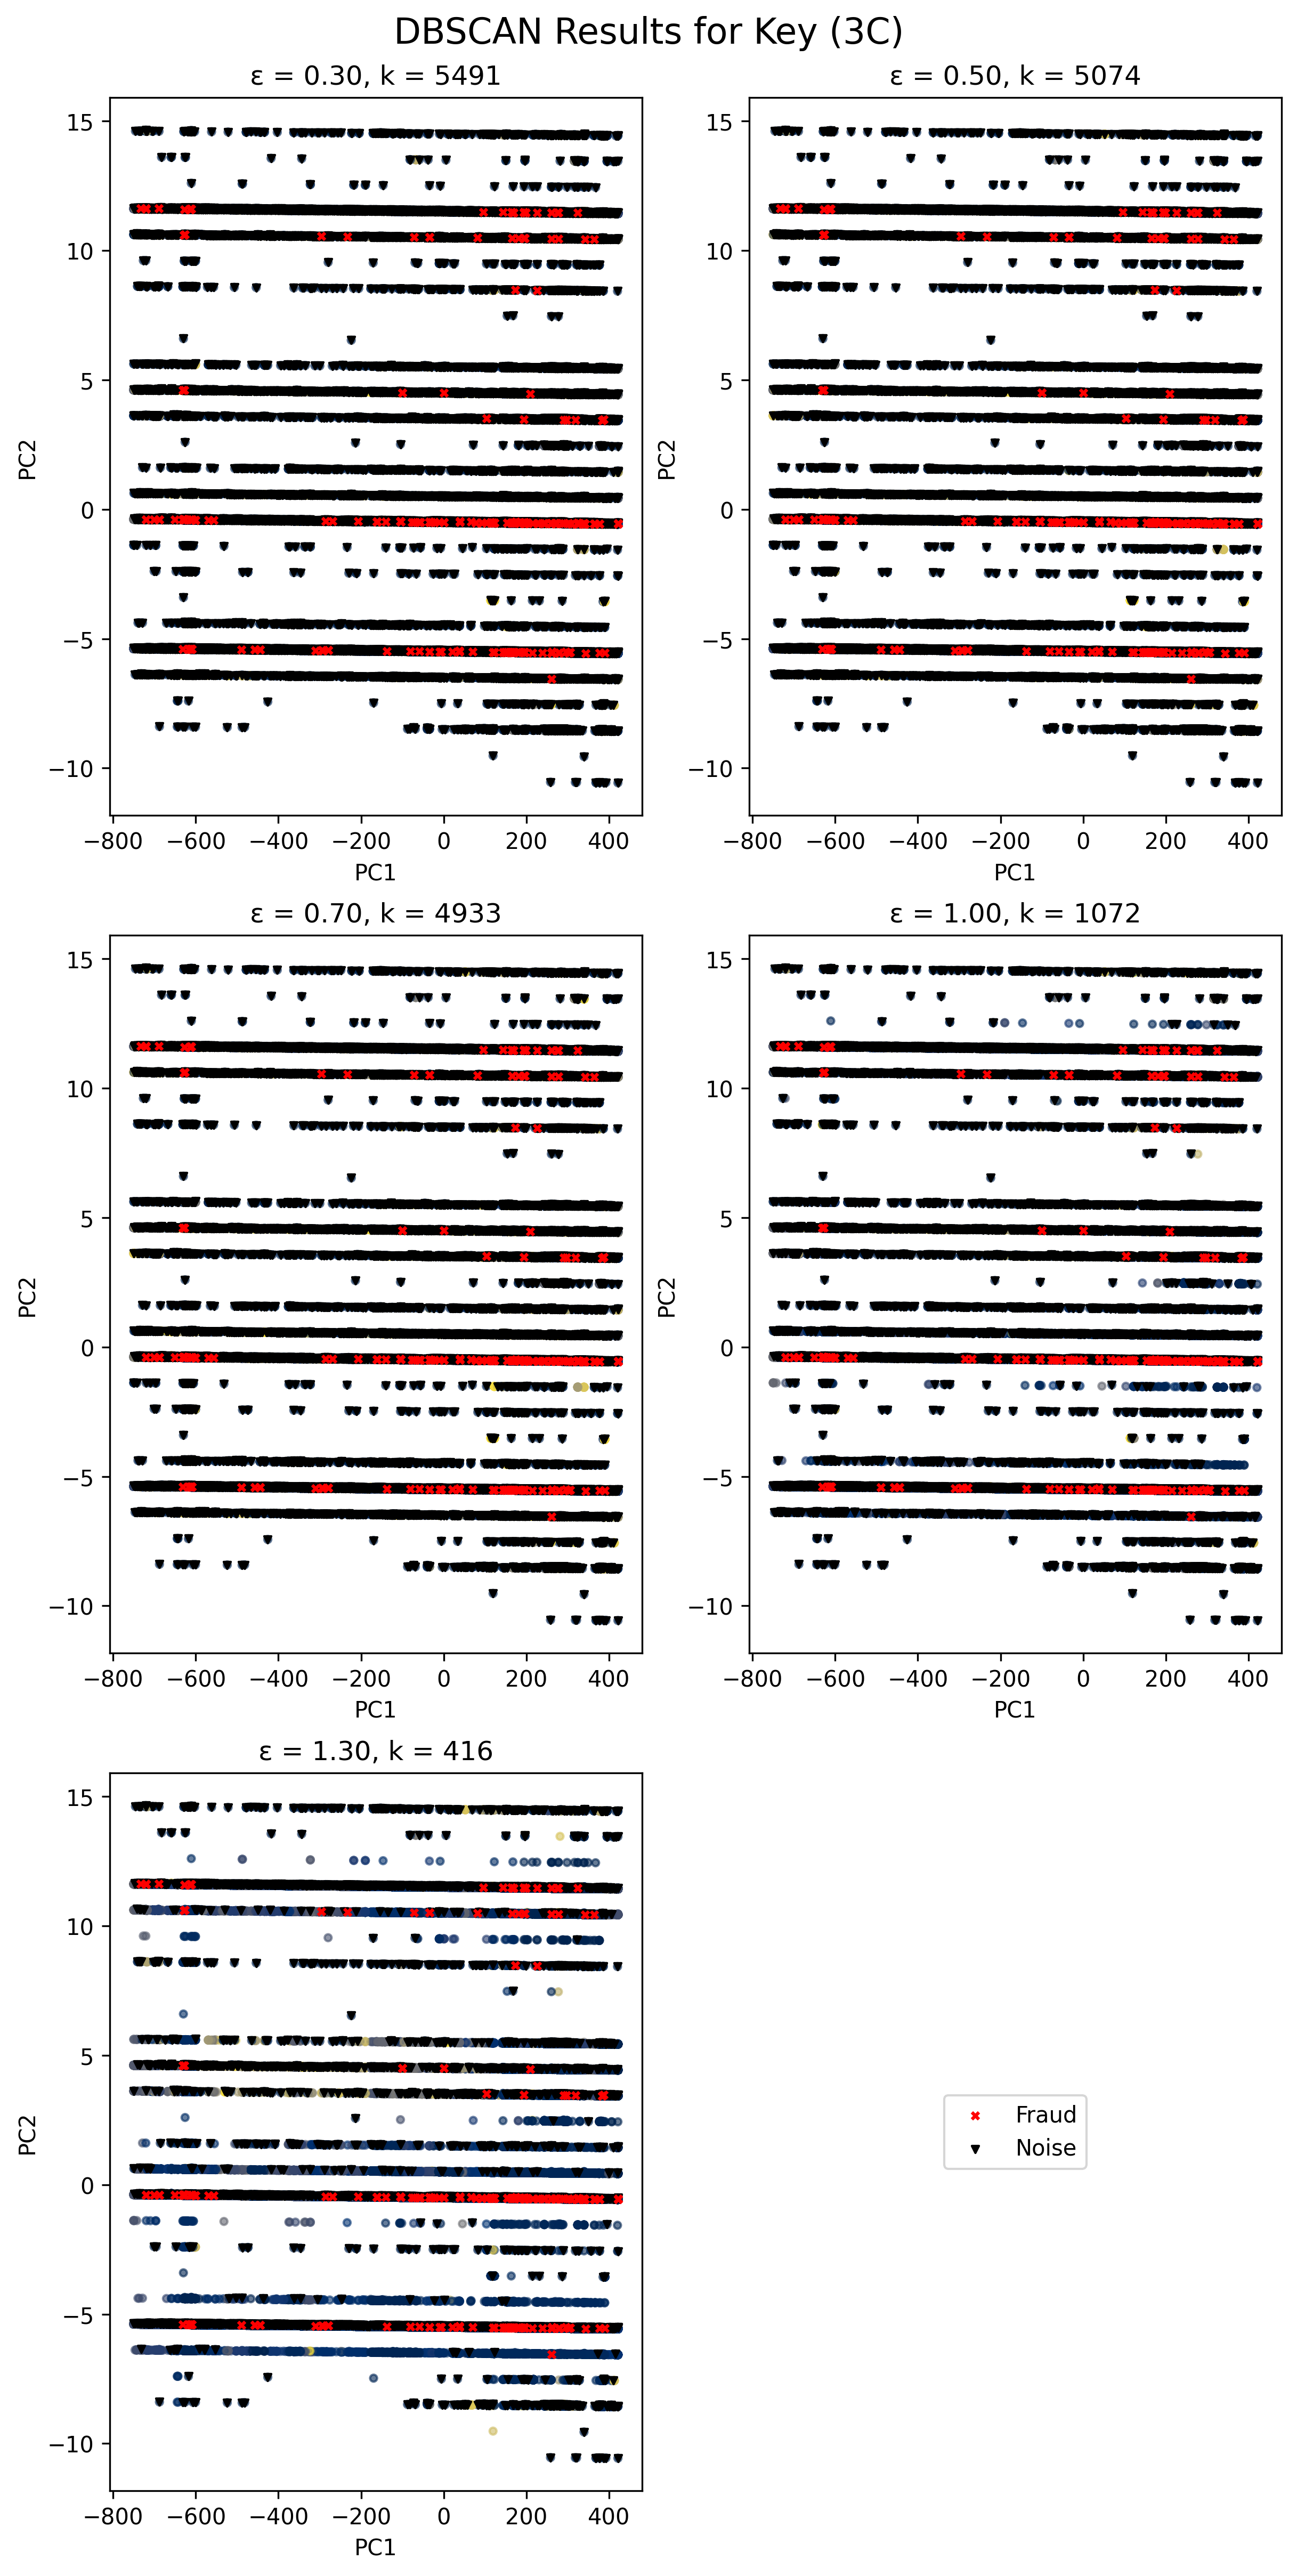 DBSCAN Results for Key (3C)
ε = 0.30, k = 5491
15
10
5
0
−5
−10
PC2
−800 −600 −400 −200 0 200 400
PC1
ε = 0.50, k = 5074
15
10
5
0
−5
−10
PC2
−800 −600 −400 −200 0 200 400
PC1
ε = 0.70, k = 4933
15
10
5
0
−5
−10
PC2
−800 −600 −400 −200 0 200 400
PC1
ε = 1.00, k = 1072
15
10
5
0
−5
−10
PC2
−800 −600 −400 −200 0 200 400
PC1
ε = 1.30, k = 416
15
10
5
0
−5
−10
PC2
−800 −600 −400 −200 0 200 400
PC1
Fraud
Noise